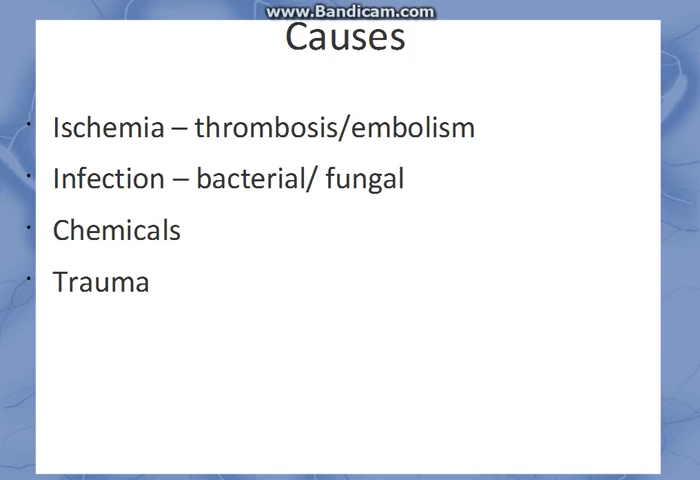 www.Bandicam.com
Causes
Ischemia – thrombosis/embolism
Infection – bacterial/ fungal
Chemicals
Trauma